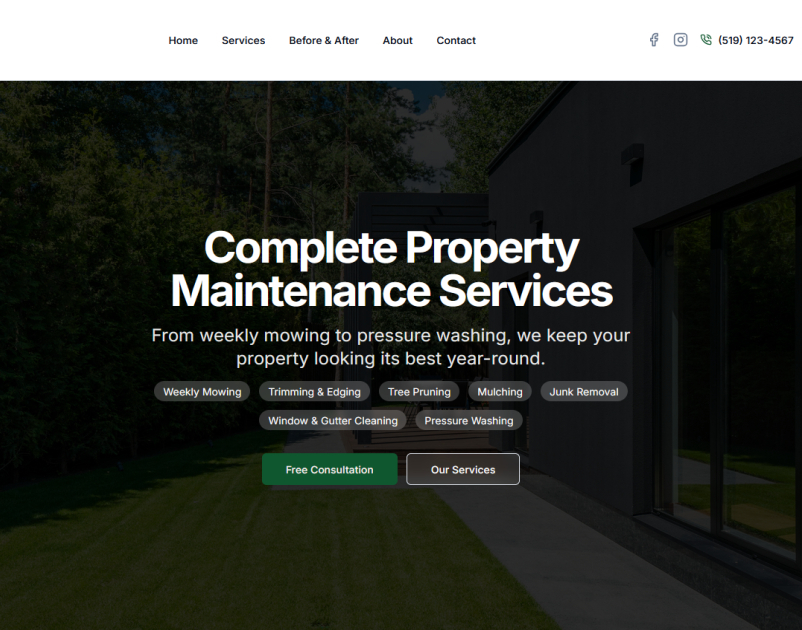 Home Services Before & After About Contact (519) 123-4567
Complete Property
Maintenance Services
From weekly mowing to pressure washing, we keep your
property looking its best year-round.
Weekly Mowing Trimming & Edging Tree Pruning Mulching Junk Removal
Window & Gutter Cleaning Pressure Washing
Free Consultation Our Services